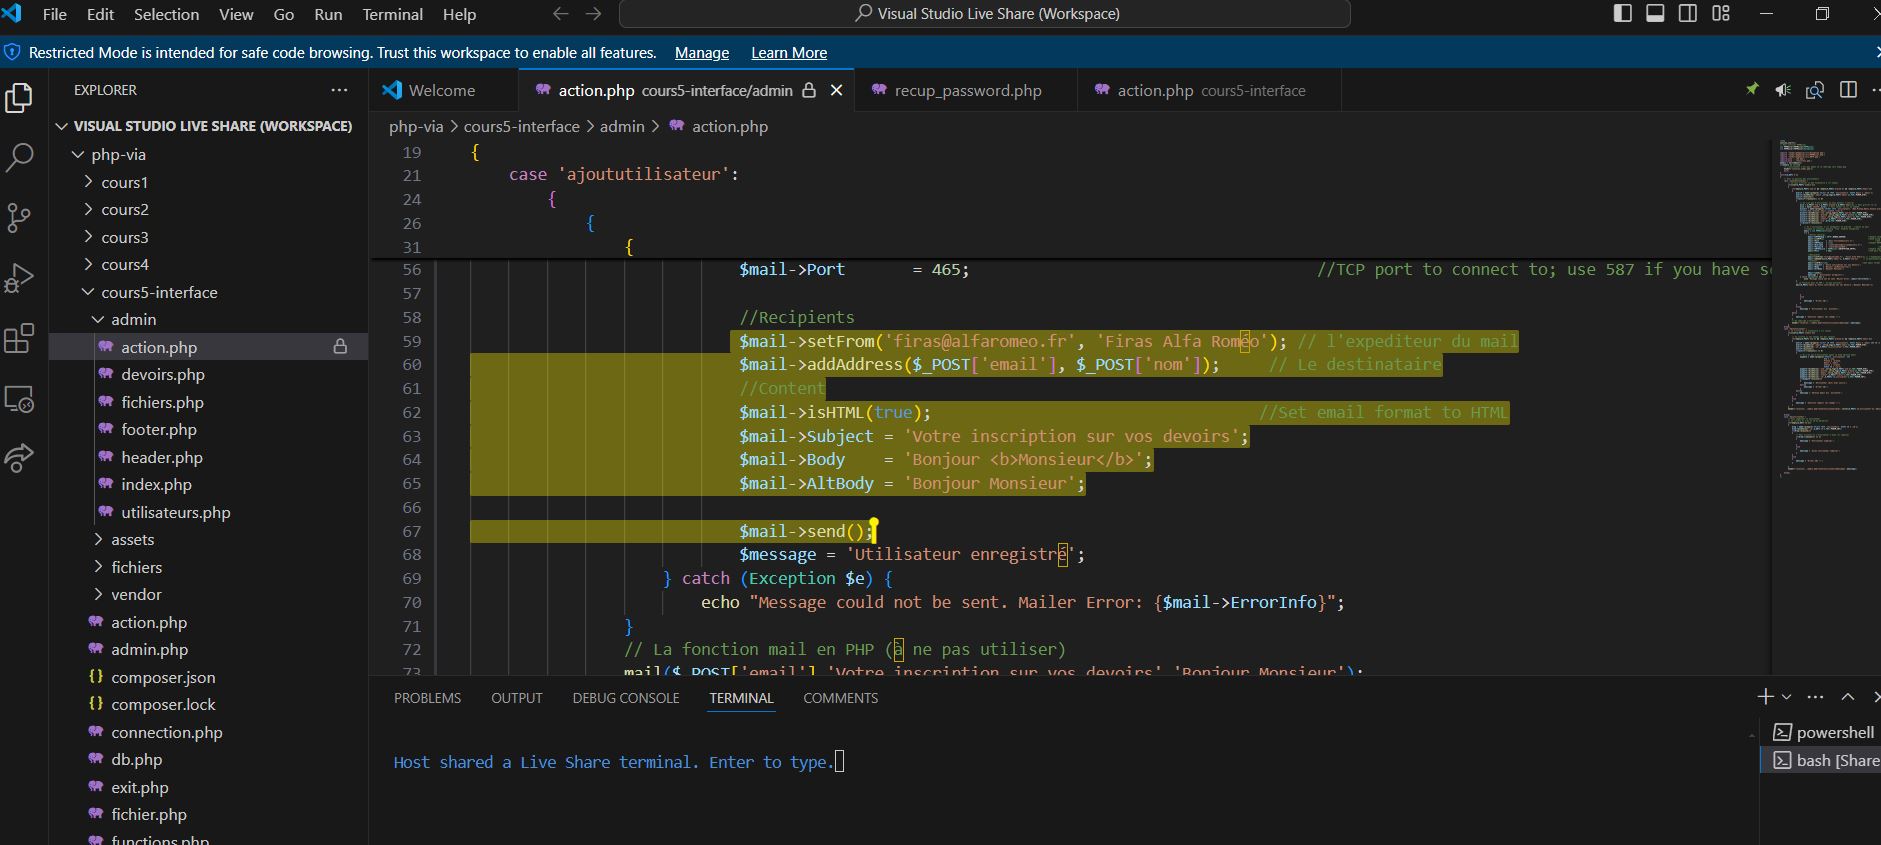 File Edit Selection View Go Run Terminal Help
Visual Studio Live Share (Workspace)
Restricted Mode is intended for safe code browsing. Trust this workspace to enable all features. Manage Learn More
EXPLORER
VISUAL STUDIO LIVE SHARE (WORKSPACE)
php-via
cours1
cours2
cours3
cours4
cours5-interface
admin
action.php
devoirs.php
fichiers.php
footer.php
header.php
index.php
utilisateurs.php
assets
fichiers
vendor
action.php
admin.php
composer.json
composer.lock
connection.php
db.php
exit.php
fichier.php
functions.php
Welcome
action.php cours5-interface/admin
recup_password.php
action.php cours5-interface
php-via > cours5-interface > admin > action.php
19 {
21 case 'ajoututilisateur':
24 {
26 {
31 {
56 $mail->Port = 465; //TCP port to connect to; use 587 if you have
57
58 //Recipients
59 $mail->setFrom('firas@alfaromeo.fr', 'Firas Alfa Roméo'); // l'expediteur du mail
60 $mail->addAddress($_POST['email'], $_POST['nom']); // Le destinataire
61 //Content
62 $mail->isHTML(true); //Set email format to HTML
63 $mail->Subject = 'Votre inscription sur vos devoirs';
64 $mail->Body = 'Bonjour <b>Monsieur</b>';
65 $mail->AltBody = 'Bonjour Monsieur';
66
67 $mail->send();
68 $message = 'Utilisateur enregistré';
69 } catch (Exception $e) {
70 echo "Message could not be sent. Mailer Error: {$mail->ErrorInfo}";
71 }
72 // La fonction mail en PHP (à ne pas utiliser)
73 mail($_POST['email'],'Votre inscription sur vos devoirs','Bonjour Monsieur');
PROBLEMS OUTPUT DEBUG CONSOLE TERMINAL COMMENTS
Host shared a Live Share terminal. Enter to type.
powershell
bash [Share